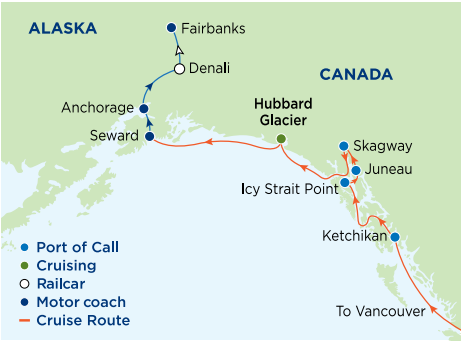 ALASKA
Fairbanks
Denali
CANADA
Anchorage
Hubbard
Glacier
Seward
Skagway
Juneau
Icy Strait Point
Ketchikan
Port of Call
Cruising
Railcar
Motor coach
Cruise Route
To Vancouver